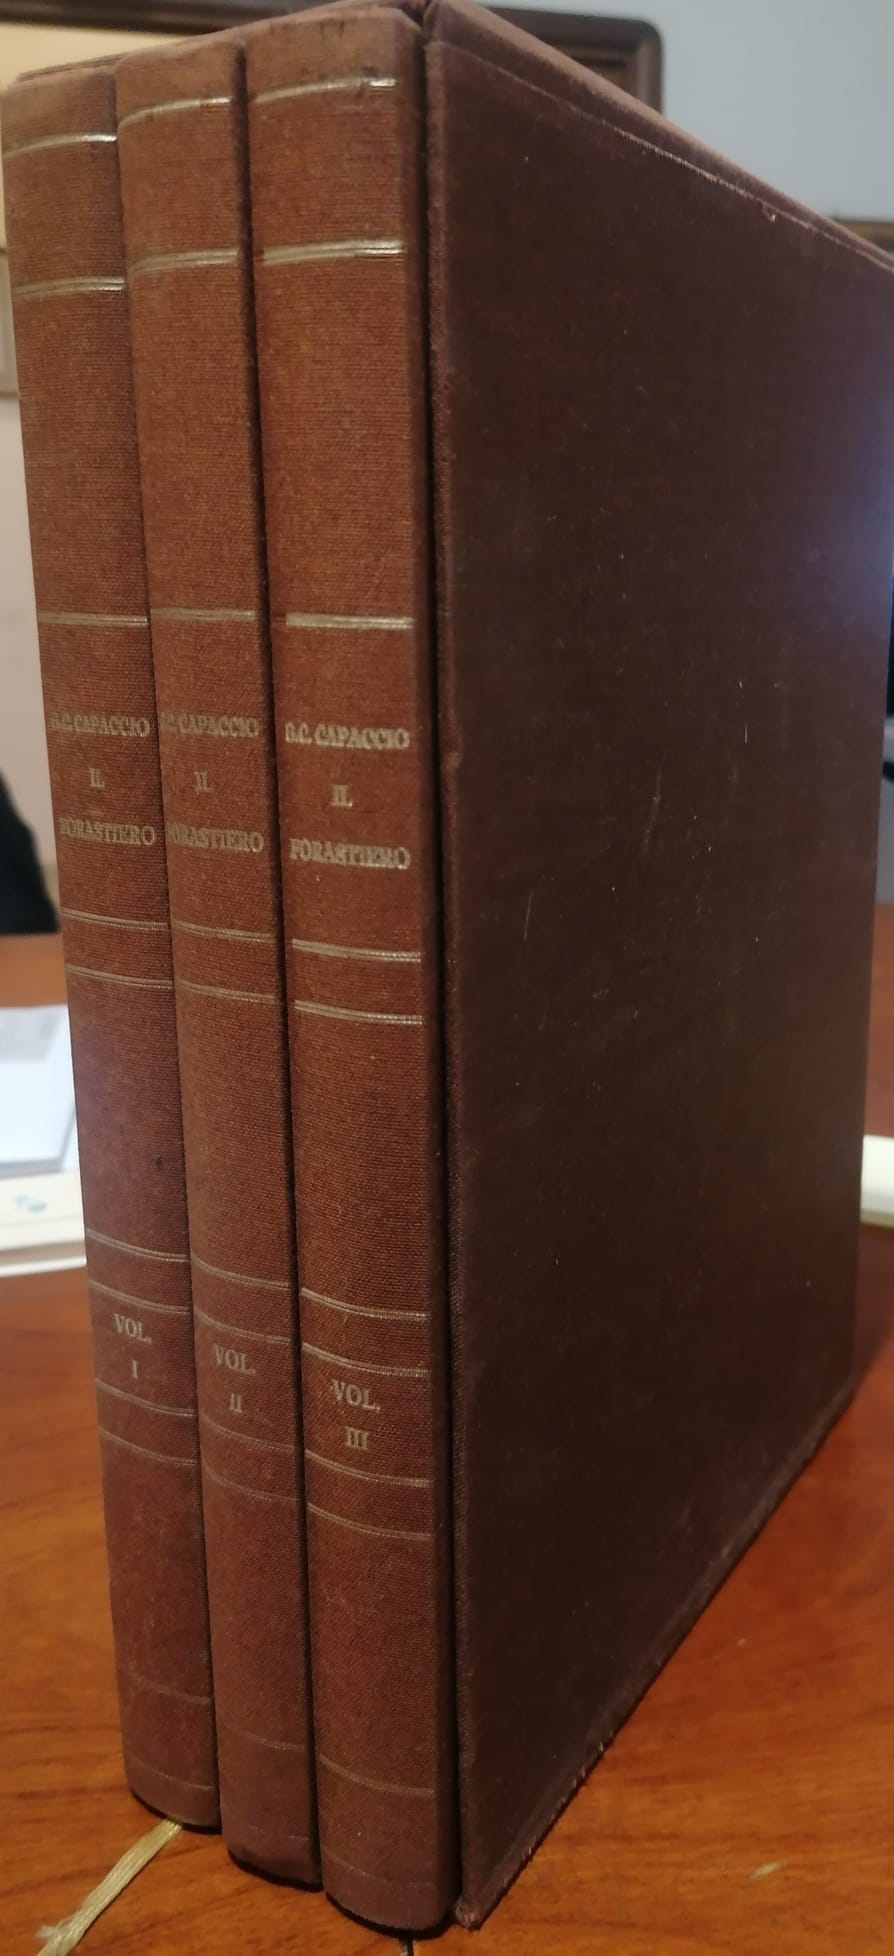 CAPACCIO
IL
FORASTIERO
VOL.
I
CAPACCIO
IL
FORASTIERO
VOL.
II
B.C. CAPACCIO
IL
FORASTIERO
VOL.
III